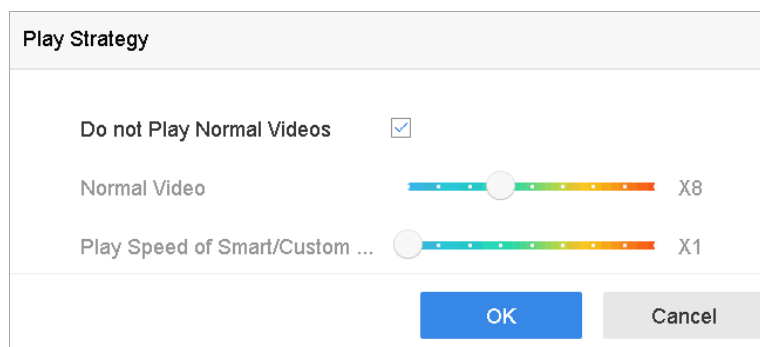 Play Strategy
Do not Play Normal Videos
Normal Video X8
Play Speed of Smart/Custom ... X1
OK Cancel